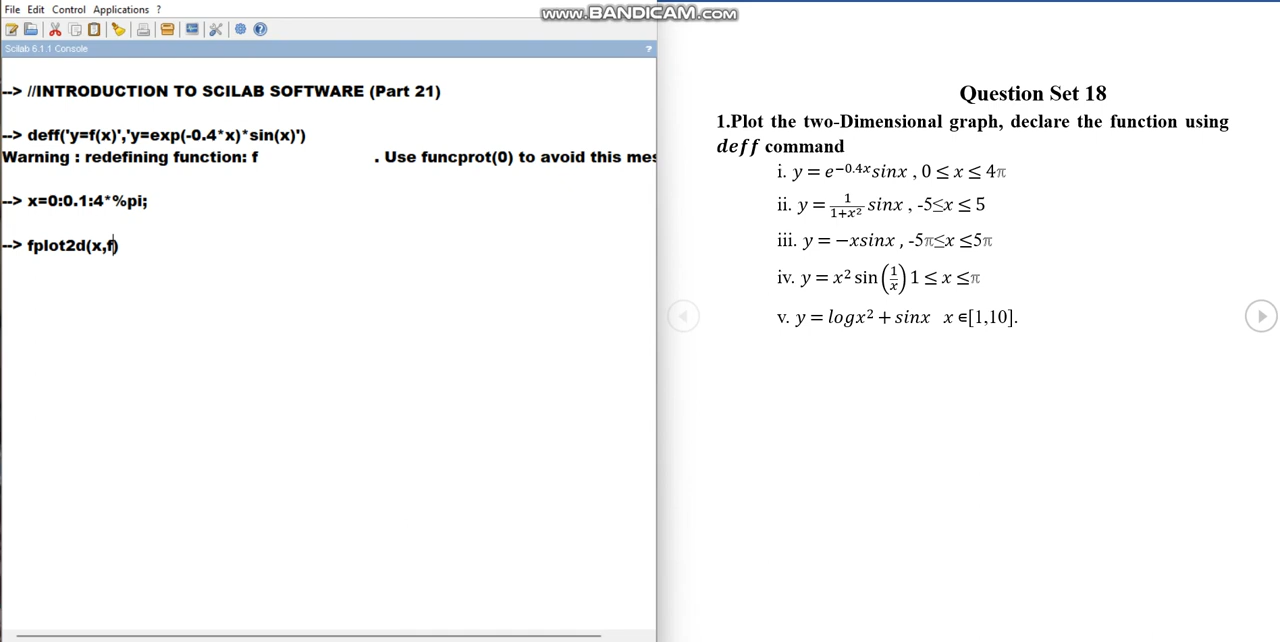 www.BANDICAM.com
File Edit Control Applications ?
Scilab 6.1.1 Console ?
--> //INTRODUCTION TO SCILAB SOFTWARE (Part 21)
--> deff('y=f(x)','y=exp(-0.4*x)*sin(x)')
Warning : redefining function: f . Use funcprot(0) to avoid this mes
--> x=0:0.1:4*%pi;
--> fplot2d(x,f)
Question Set 18
1.Plot the two-Dimensional graph, declare the function using
deff command
i. y = e^−0.4x sinx , 0 ≤ x ≤ 4π
ii. y = 1/(1+x²) sinx , -5≤x ≤ 5
iii. y = −xsinx , -5π≤x ≤5π
iv. y = x² sin (1/x) 1 ≤ x ≤π
v. y = logx² + sinx x ∈[1,10].